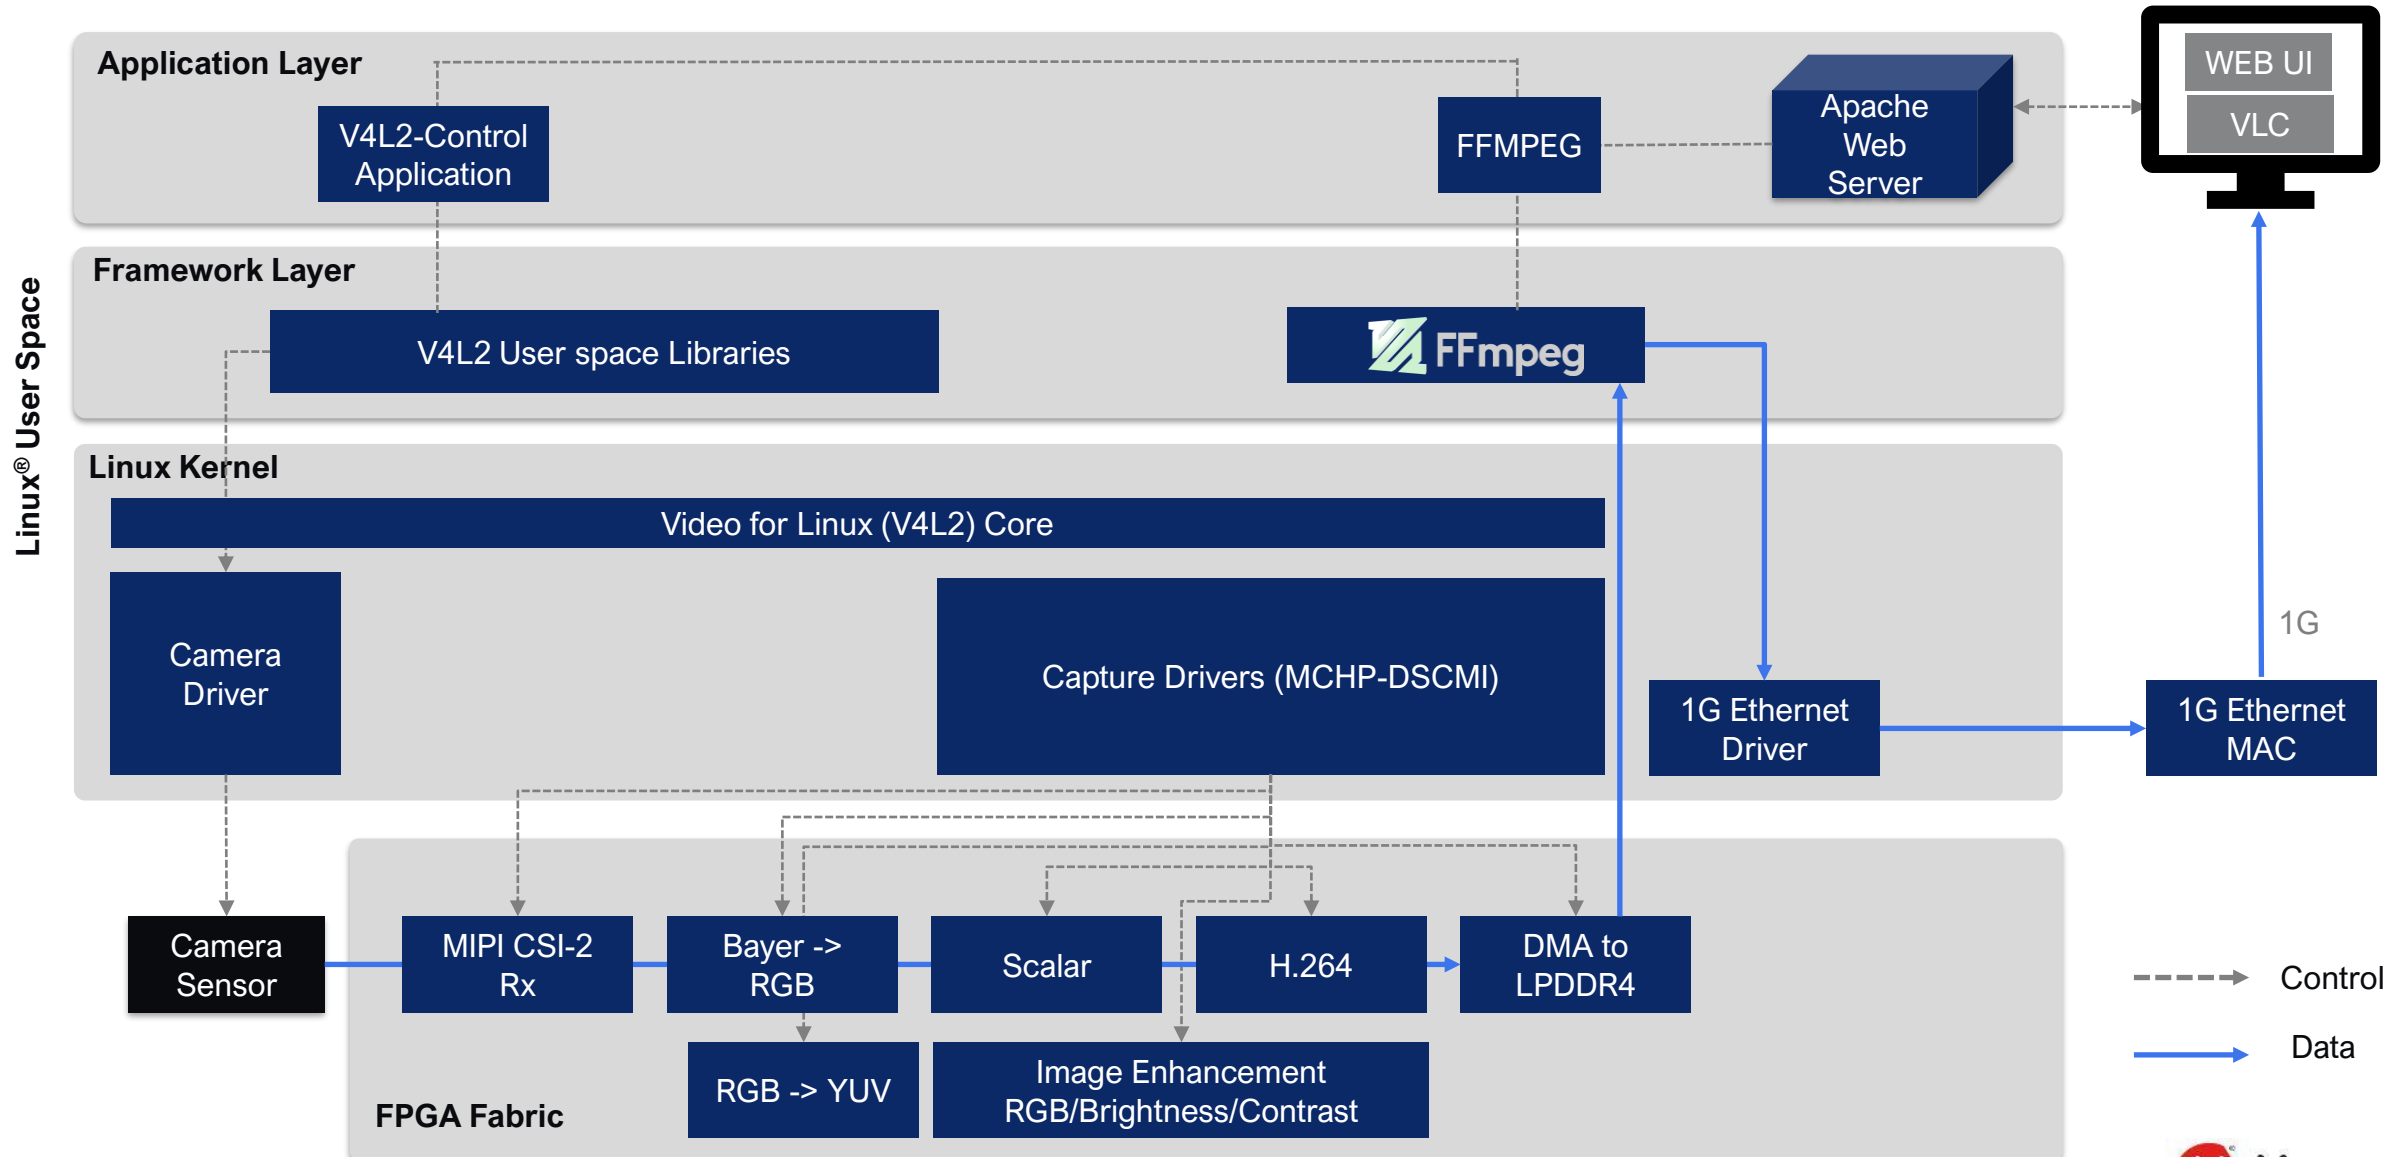 Application Layer
V4L2-Control
Application
FFMPEG
Apache
Web
Server
WEB UI
VLC
Linux® User Space
Framework Layer
V4L2 User space Libraries
FFmpeg
Linux Kernel
Video for Linux (V4L2) Core
Camera
Driver
Capture Drivers (MCHP-DSCMI)
1G Ethernet
Driver
1G
1G Ethernet
MAC
Camera
Sensor
MIPI CSI-2
Rx
Bayer ->
RGB
Scalar
H.264
DMA to
LPDDR4
RGB -> YUV
Image Enhancement
RGB/Brightness/Contrast
FPGA Fabric
Control
Data